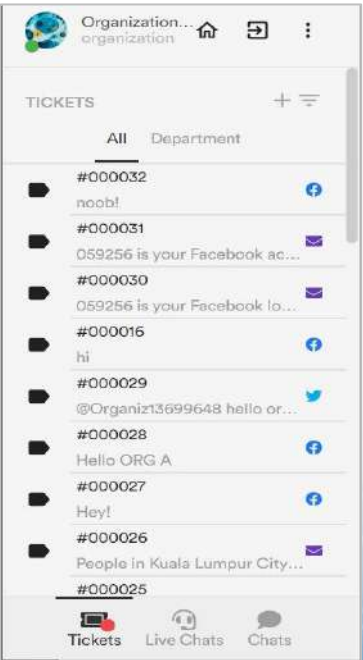 Organization...
organization
TICKETS
All Department
#000032
noob!
#000031
059256 is your Facebook ac...
#000030
059256 is your Facebook lo...
#000016
hi
#000029
@Organiz13699648 hello or...
#000028
Hello ORG A
#000027
Hey!
#000026
People in Kuala Lumpur City...
#000025
Tickets Live Chats Chats